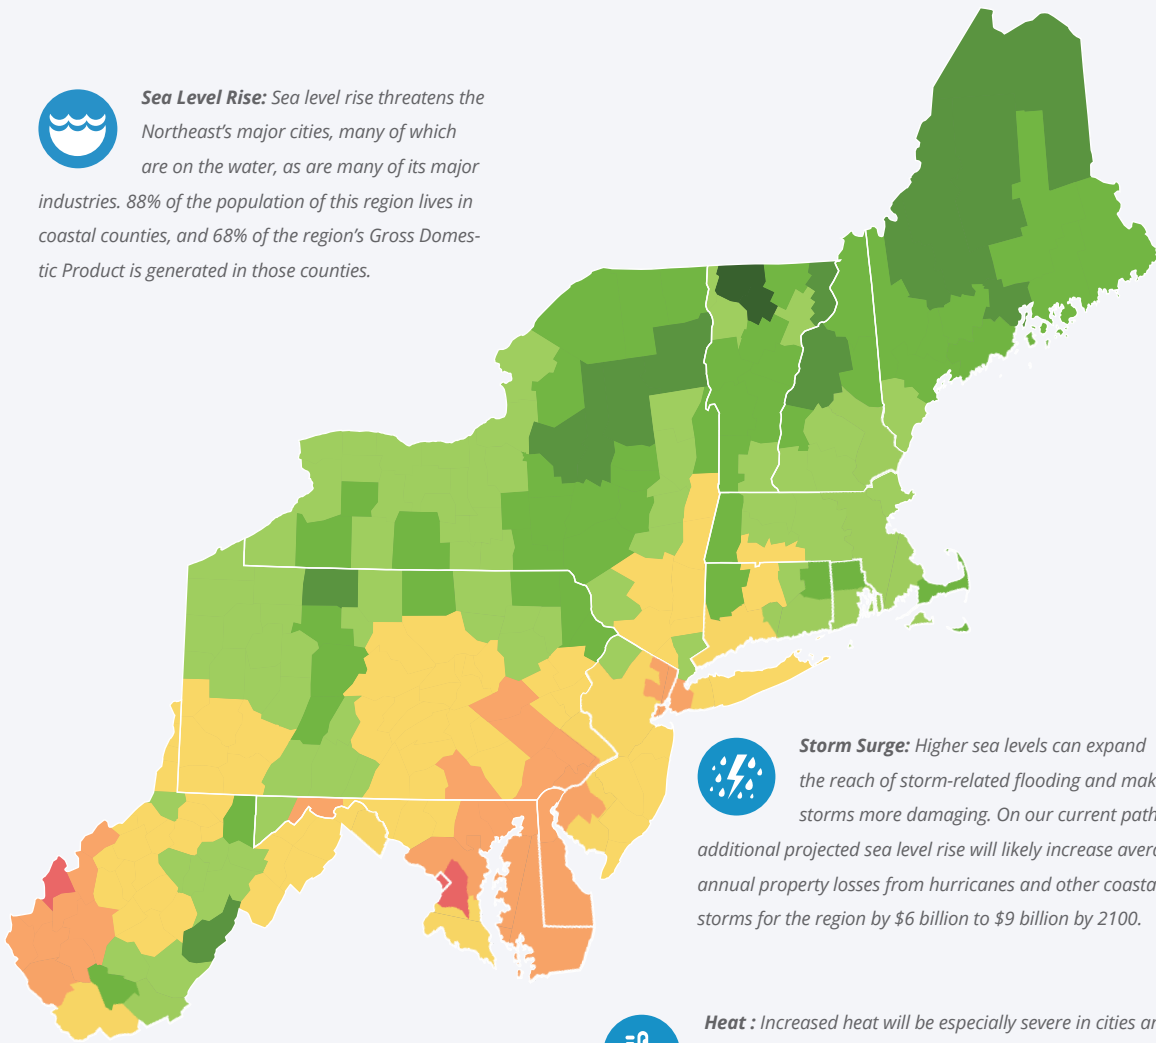 Sea Level Rise: Sea level rise threatens the
Northeast's major cities, many of which
are on the water, as are many of its major
industries. 88% of the population of this region lives in
coastal counties, and 68% of the region's Gross Domes-
tic Product is generated in those counties.
Storm Surge: Higher sea levels can expand
the reach of storm-related flooding and mak
storms more damaging. On our current path
additional projected sea level rise will likely increase avera
annual property losses from hurricanes and other coasta
storms for the region by $6 billion to $9 billion by 2100.
Heat : Increased heat will be especially severe in cities an